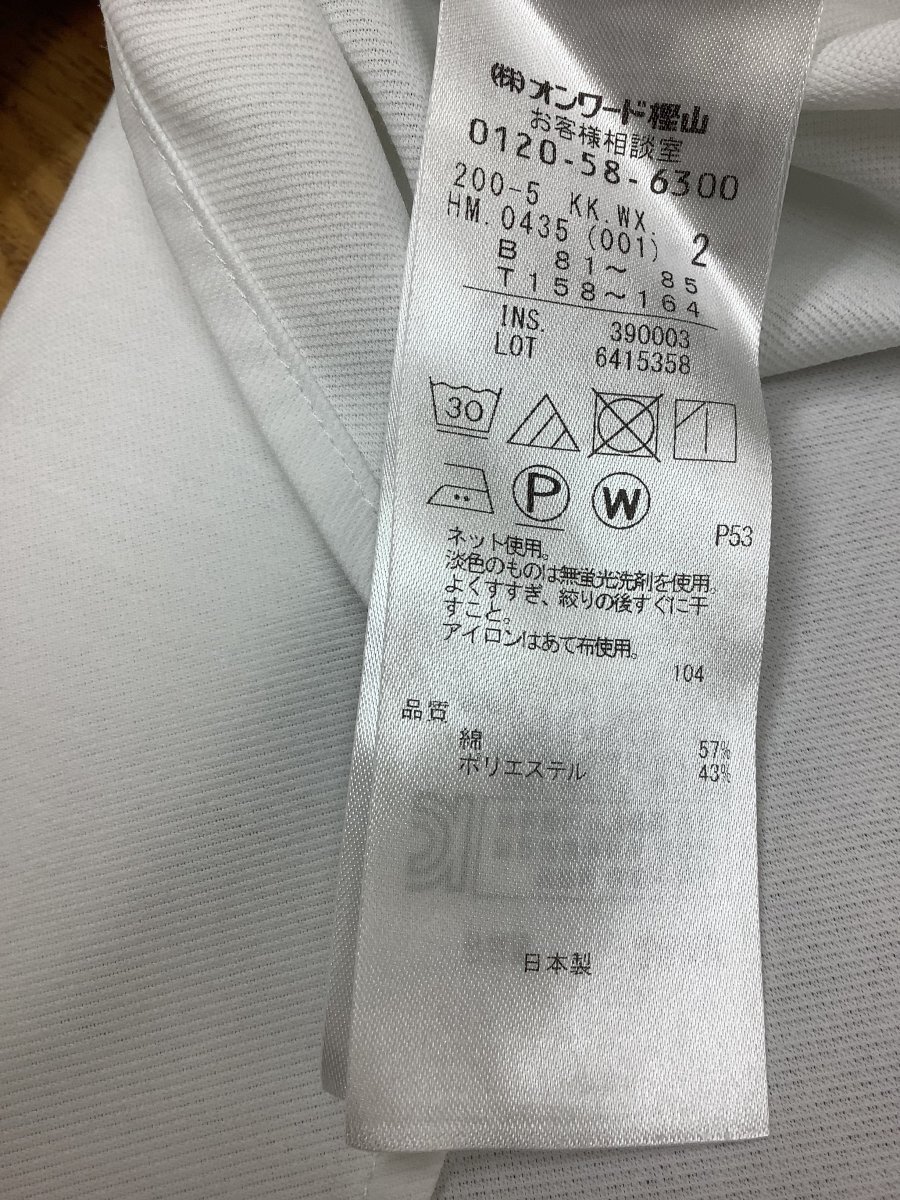 ㈱オンワード樫山
お客様相談室
0120-58-6300
200-5 KK.WX.
HM.0435 (001) 2
B 81～ 85
T 158～164
INS. 390003
LOT 6415358
30
P W
P53
ネット使用。
淡色のものは無蛍光洗剤を使用。
よくすすぎ、絞りの後すぐに干
すこと。
アイロンはあて布使用。
104
品質
綿 57%
ポリエステル 43%
日本製